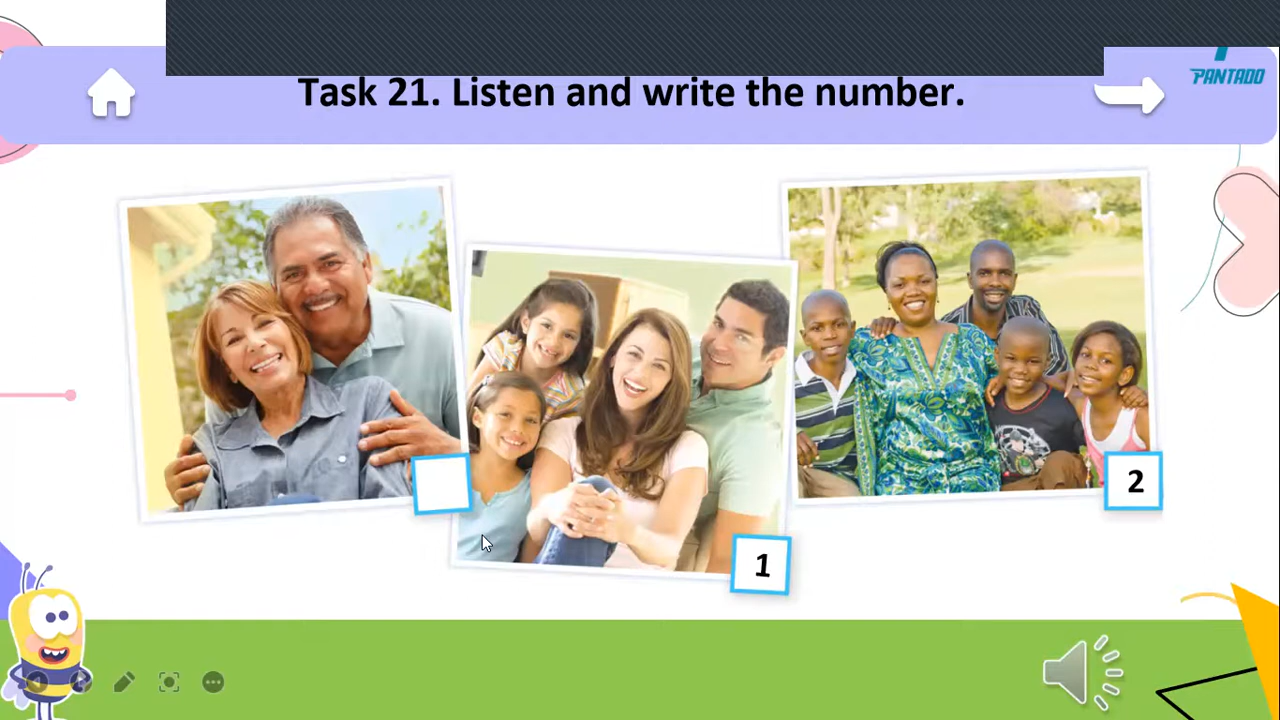 PANTADO
Task 21. Listen and write the number.
2
1